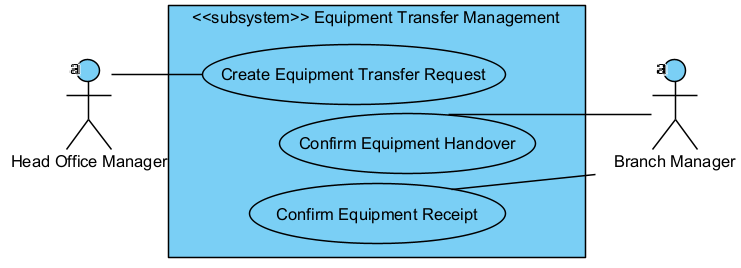 <<subsystem>> Equipment Transfer Management
a
a
Create Equipment Transfer Request
Confirm Equipment Handover
Head Office Manager
Branch Manager
Confirm Equipment Receipt